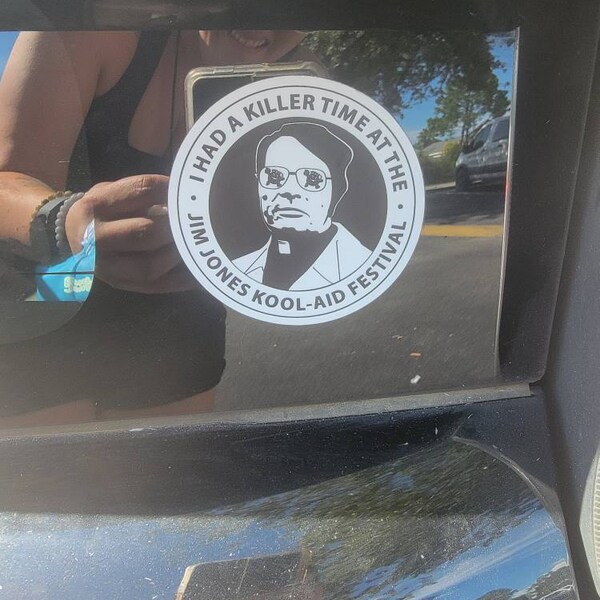 • I HAD A KILLER TIME AT THE •
JIM JONES KOOL-AID FESTIVAL